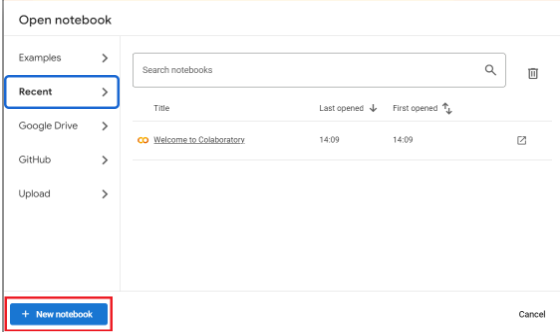 Open notebook
Examples
Recent
Google Drive
GitHub
Upload
Search notebooks
Title Last opened First opened
Welcome to Colaboratory 14:09 14:09
+ New notebook Cancel